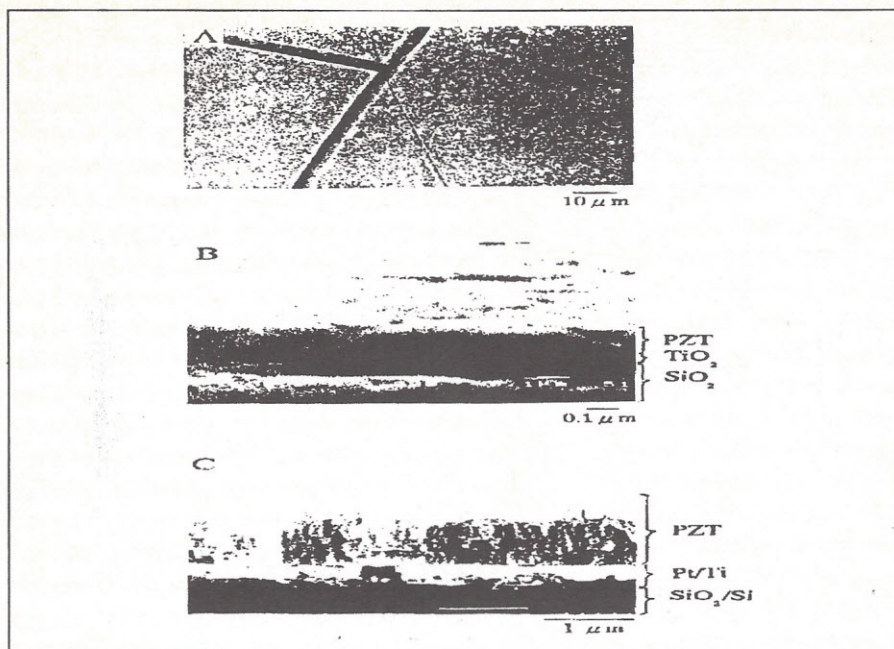 A
10 μm
B
PZT
TiO₂
SiO₂
0.1 μm
C
PZT
Pt/Ti
SiO₂/Si
1 μm